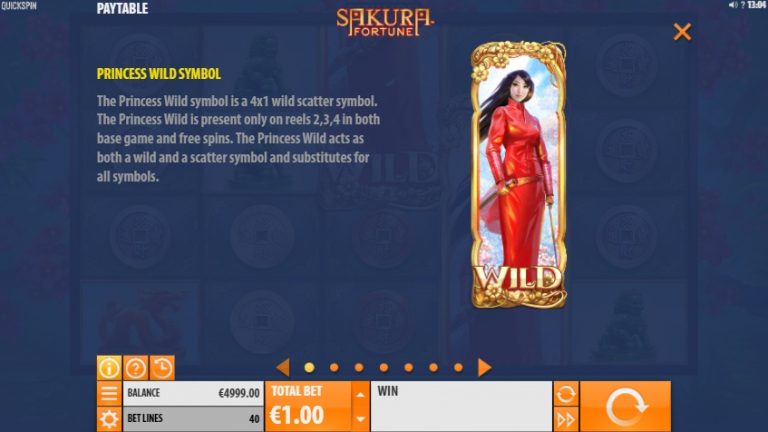 QUICKSPIN
PAYTABLE
SAKURA
FORTUNE
? 13:04
PRINCESS WILD SYMBOL
The Princess Wild symbol is a 4x1 wild scatter symbol.
The Princess Wild is present only on reels 2,3,4 in both
base game and free spins. The Princess Wild acts as
both a wild and a scatter symbol and substitutes for
all symbols.
WILD
BALANCE €4999.00
BET LINES 40
TOTAL BET
€1.00
WIN